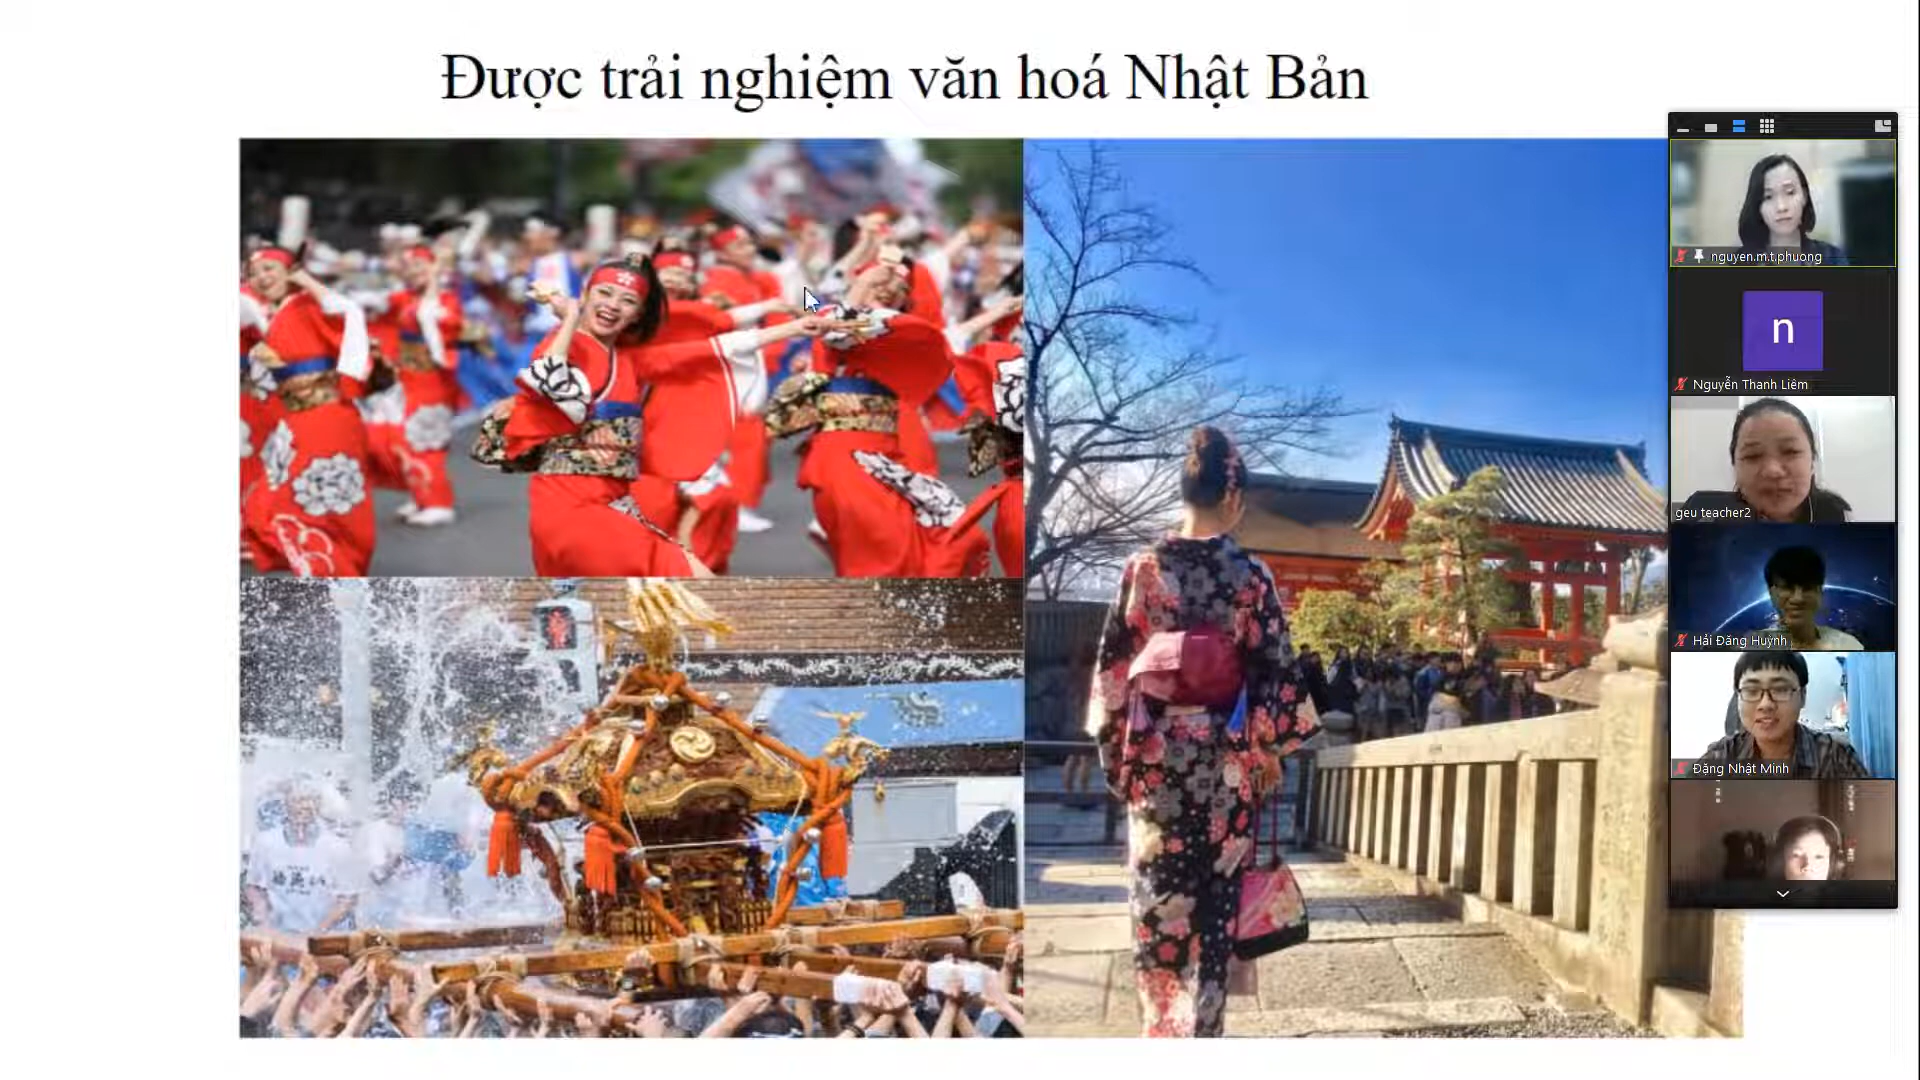 Được trải nghiệm văn hoá Nhật Bản
nguyen.m.t.phuong
n
Nguyễn Thanh Liêm
geu teacher2
Hải Đăng Huỳnh
Đặng Nhật Minh